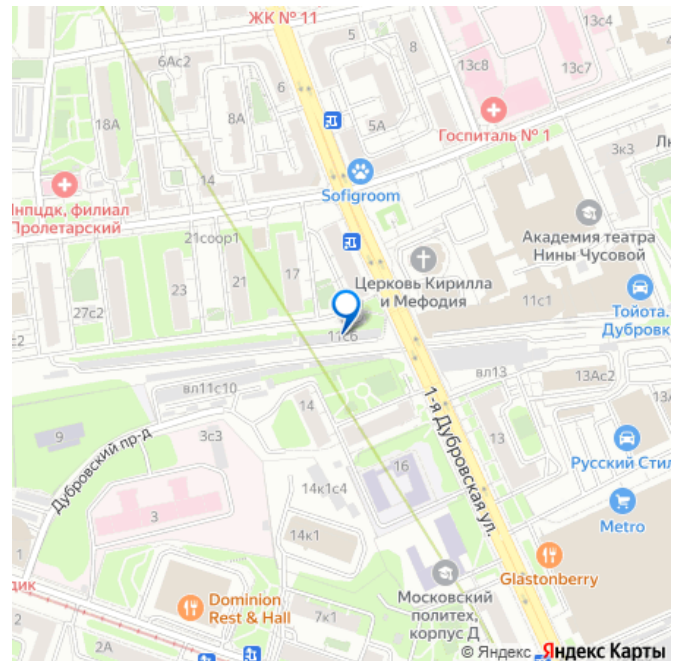 ЖК № 11
5
13с4
6Ас2
8
13с8
13с7
6
18А
8А
5А
Госпиталь № 1
3к3
14
Sofigroom
Пролетарский
21соор1
Академия театра
Нины Чусовой
17
21
23
Церковь Кирилла
и Мефодия
11с1
27с2
Тойота.
11с6
с2
вл13
вл11с10
13Ас2
14
9
Дубровский пр-д
3с3
1-я Дубровская ул.
13
16
Русский Стил
14к1с4
3
14к1
Metro
1
Glastonberry
дик
Dominion
Rest & Hall
7к1
Московский
политех,
корпус Д
2А
© Яндекс Яндекс Карты